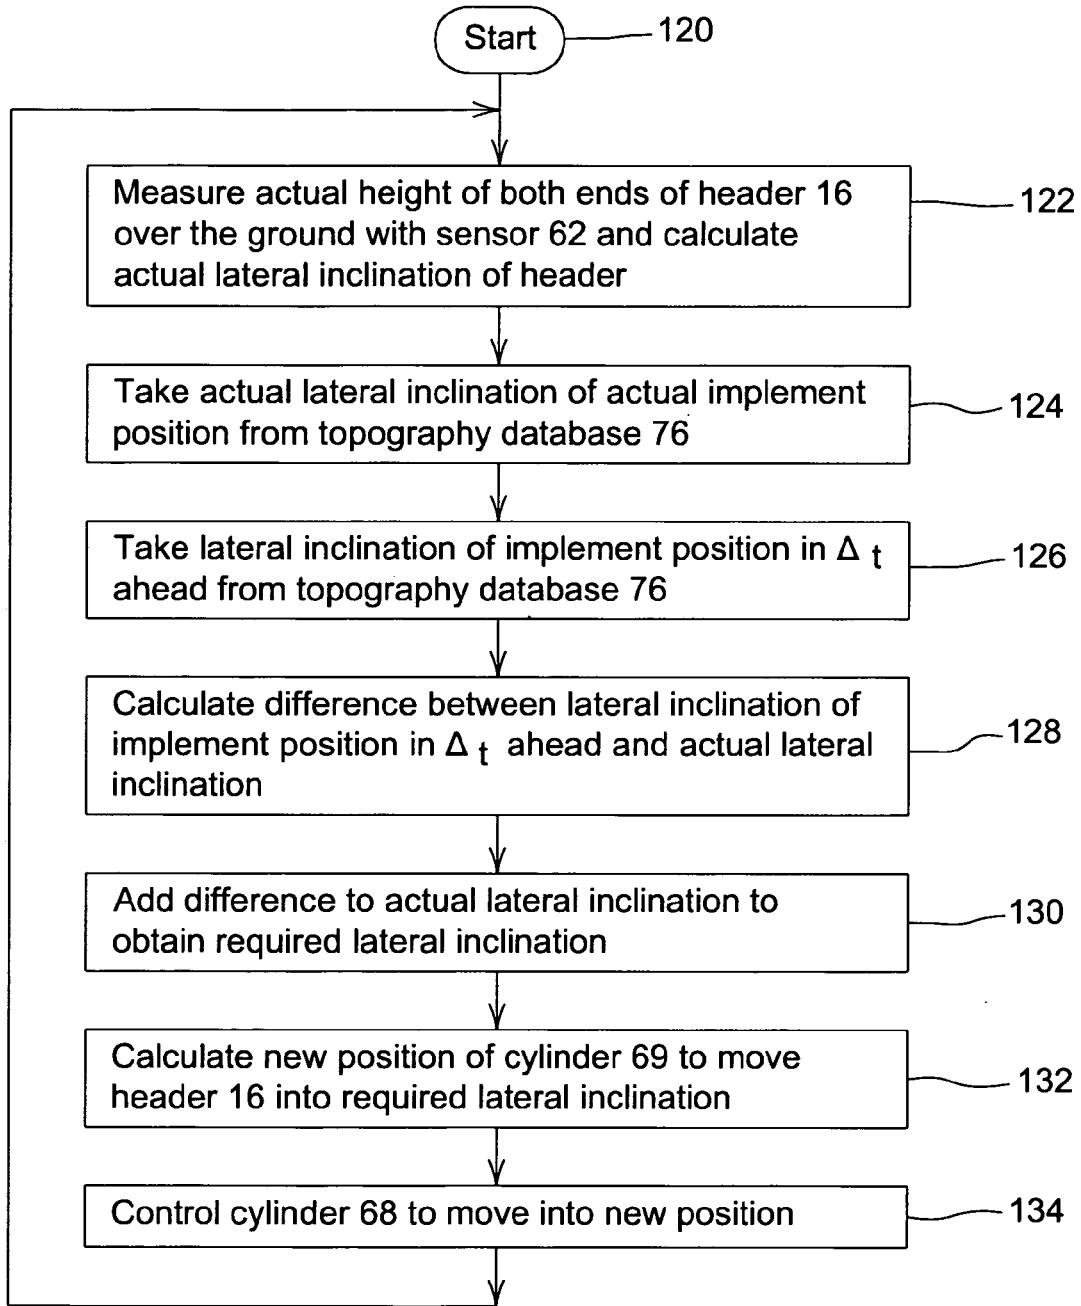 Start
120
Measure actual height of both ends of header 16
over the ground with sensor 62 and calculate
actual lateral inclination of header
122
Take actual lateral inclination of actual implement
position from topography database 76
124
Take lateral inclination of implement position in Δ t
ahead from topography database 76
126
Calculate difference between lateral inclination of
implement position in Δ t ahead and actual lateral
inclination
128
Add difference to actual lateral inclination to
obtain required lateral inclination
130
Calculate new position of cylinder 69 to move
header 16 into required lateral inclination
132
Control cylinder 68 to move into new position
134